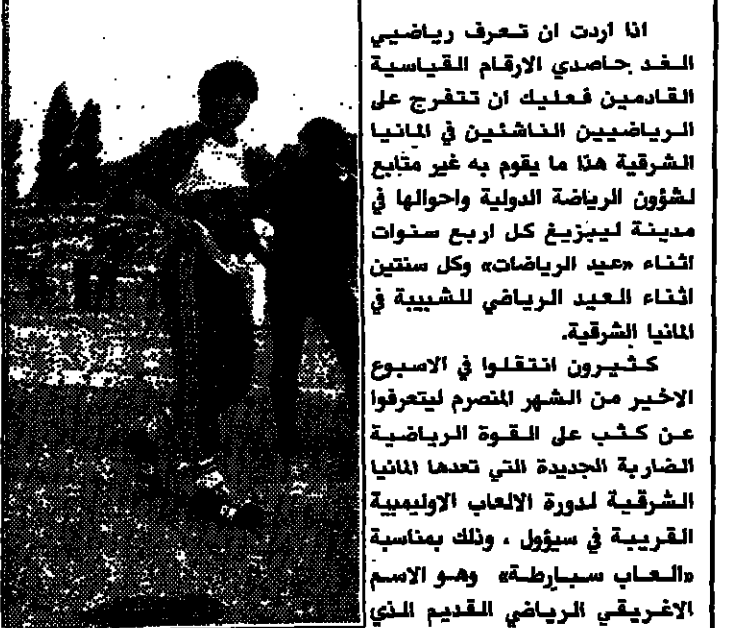 اذا اردت ان تعرف رياضيي
الغد حاصدي الارقام القياسية
القادمين فعليك ان تتفرج على
الرياضيين الناشئين في المانيا
الشرقية هذا ما يقوم به غير متابع
لشؤون الرياضة الدولية واحوالها في
مدينة ليبزيغ كل اربع سنوات
اثناء «عيد الرياضات» وكل سنتين
اثناء العيد الرياضي للشبيبة في
المانيا الشرقية.
كثيرون انتقلوا في الاسبوع
الاخير من الشهر المنصرم ليتعرفوا
عن كثب على القوة الرياضية
الضاربة الجديدة التي تعدها المانيا
الشرقية لدورة الالعاب الاوليمبية
القريبة في سيؤول ، وذلك بمناسبة
«العاب سبارطة» وهو الاسم
الاغريقي الرياضي القديم الذي